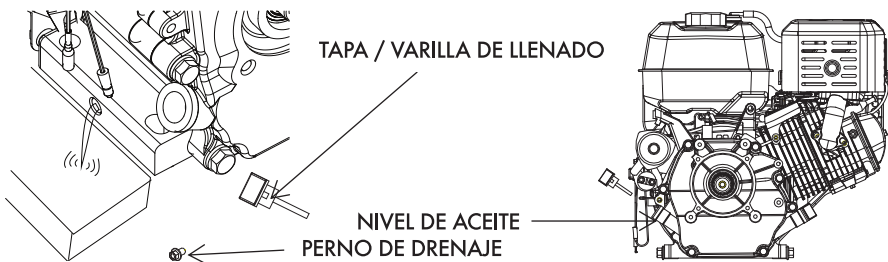 TAPA / VARILLA DE LLENADO
NIVEL DE ACEITE
PERNO DE DRENAJE